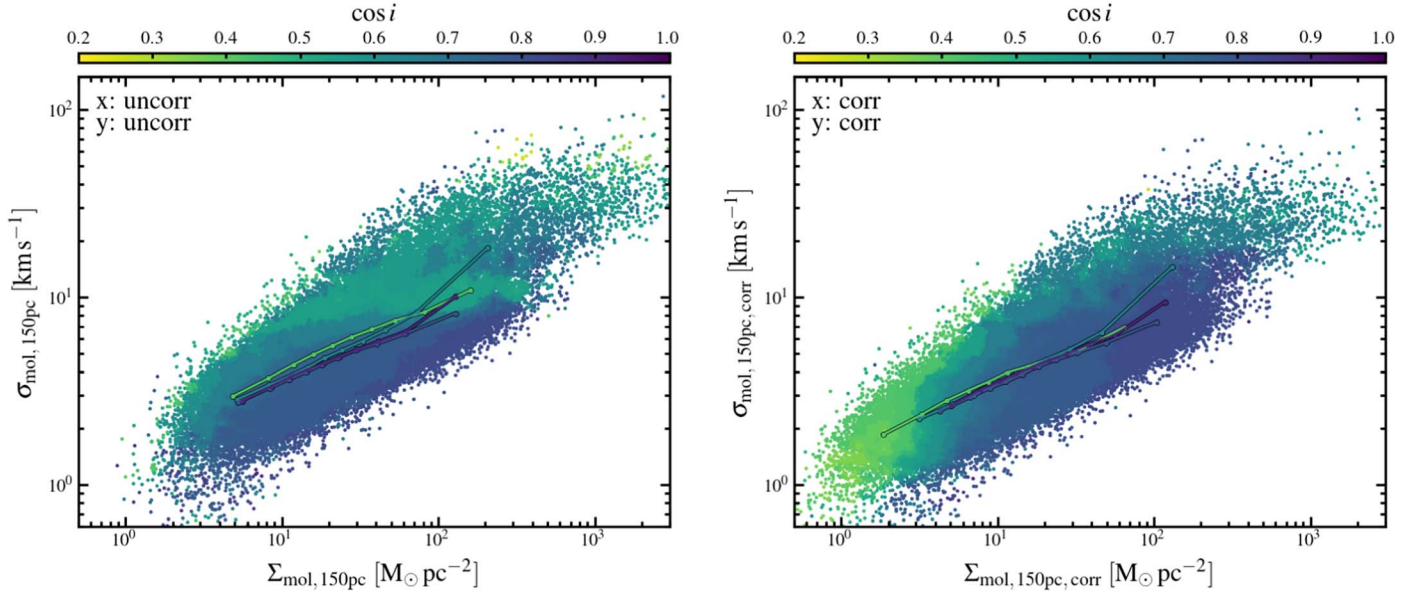 cos i
0.2 0.3 0.4 0.5 0.6 0.7 0.8 0.9 1.0
x: uncorr
y: uncorr
10² 
10¹
10⁰
σmol, 150pc [km s⁻¹]
10⁰ 10¹ 10² 10³
Σmol, 150pc [M☉ pc⁻²]
cos i
0.2 0.3 0.4 0.5 0.6 0.7 0.8 0.9 1.0
x: corr
y: corr
10²
10¹
10⁰
σmol, 150pc, corr [km s⁻¹]
10⁰ 10¹ 10² 10³
Σmol, 150pc, corr [M☉ pc⁻²]